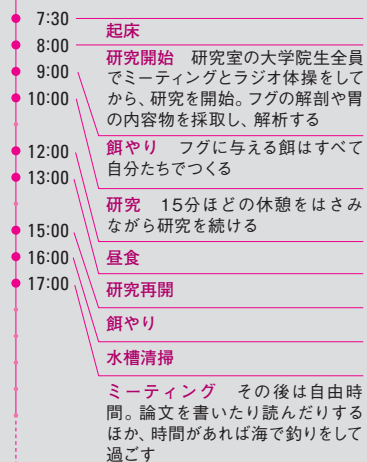 7:30
起床
8:00
研究開始　研究室の大学院生全員
でミーティングとラジオ体操をして
から、研究を開始。フグの解剖や胃
の内容物を採取し、解析する
9:00
餌やり　フグに与える餌はすべて
自分たちでつくる
10:00
研究　15分ほどの休憩をはさみ
ながら研究を続ける
12:00
昼食
13:00
研究再開
15:00
餌やり
16:00
水槽清掃
17:00
ミーティング　その後は自由時
間。論文を書いたり読んだりする
ほか、時間があれば海で釣りをして
過ごす